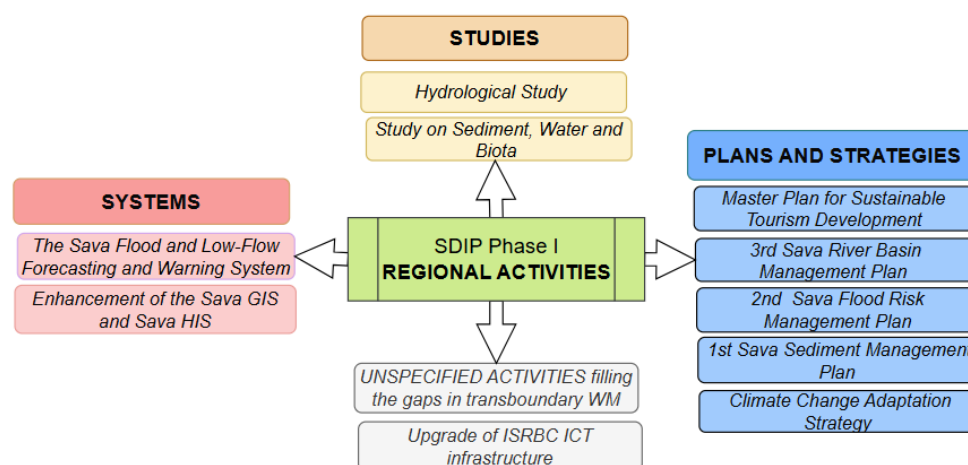 STUDIES
Hydrological Study
Study on Sediment, Water and
Biota
PLANS AND STRATEGIES
Master Plan for Sustainable
Tourism Development
3rd Sava River Basin
Management Plan
2nd Sava Flood Risk
Management Plan
1st Sava Sediment Management
Plan
Climate Change Adaptation
Strategy
SYSTEMS
The Sava Flood and Low-Flow
Forecasting and Warning System
Enhancement of the Sava GIS
and Sava HIS
SDIP Phase I
REGIONAL ACTIVITIES
UNSPECIFIED ACTIVITIES filling
the gaps in transboundary WM
Upgrade of ISRBC ICT
infrastructure